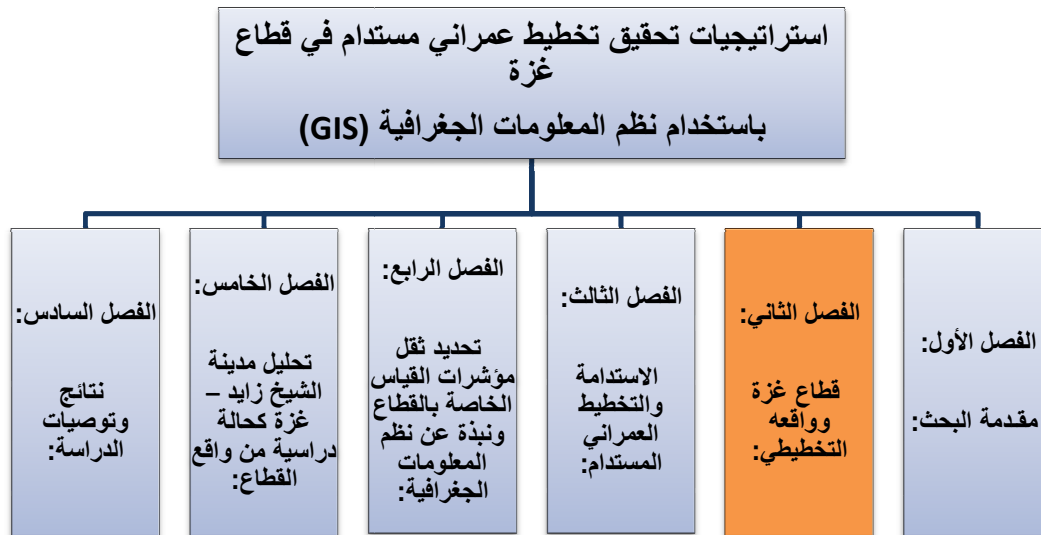 استراتيجيات تحقيق تخطيط عمراني مستدام في قطاع
غزة
باستخدام نظم المعلومات الجغرافية (GIS)
الفصل الأول:
مقدمة البحث:
الفصل الثاني:
قطاع غزة
وواقعه
التخطيطي:
الفصل الثالث:
الاستدامة
والتخطيط
العمراني
المستدام:
الفصل الرابع:
تحديد ثقل
مؤشرات القياس
الخاصة بالقطاع
ونبذة عن نظم
المعلومات
الجغرافية:
الفصل الخامس:
تحليل مدينة
الشيخ زايد –
غزة كحالة
دراسية من واقع
القطاع:
الفصل السادس:
نتائج
وتوصيات
الدراسة: